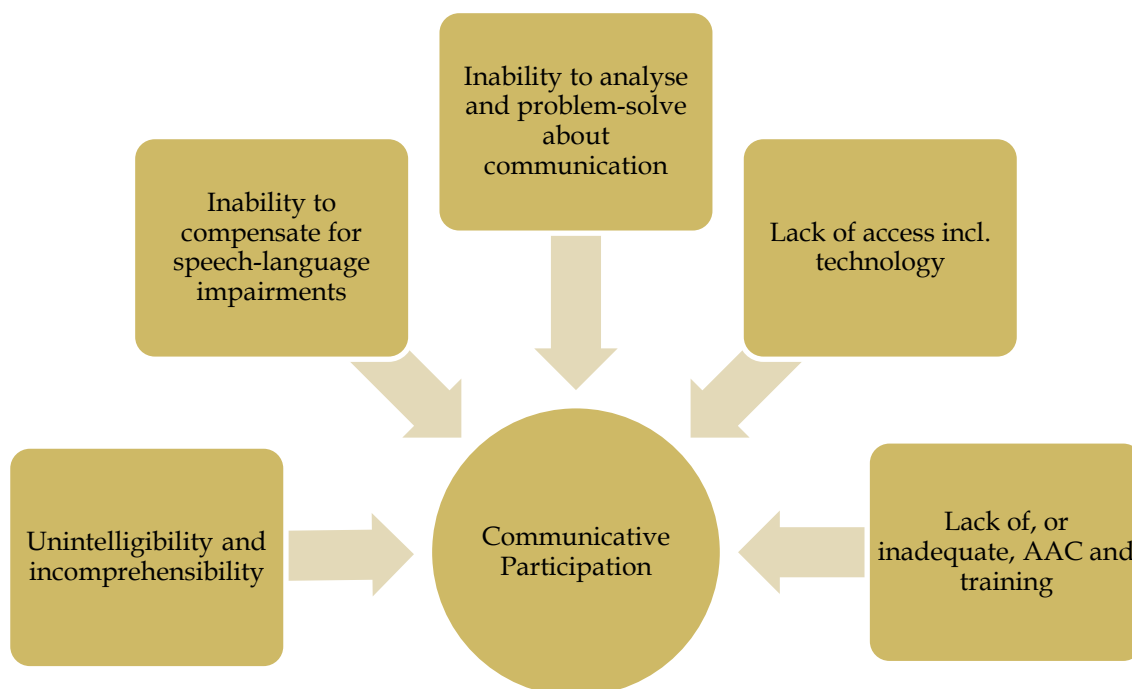 Inability to analyse
and problem-solve
about
communication
Inability to
compensate for
speech-language
impairments
Lack of access incl.
technology
Unintelligibility and
incomprehensibility
Communicative
Participation
Lack of, or
inadequate, AAC and
training